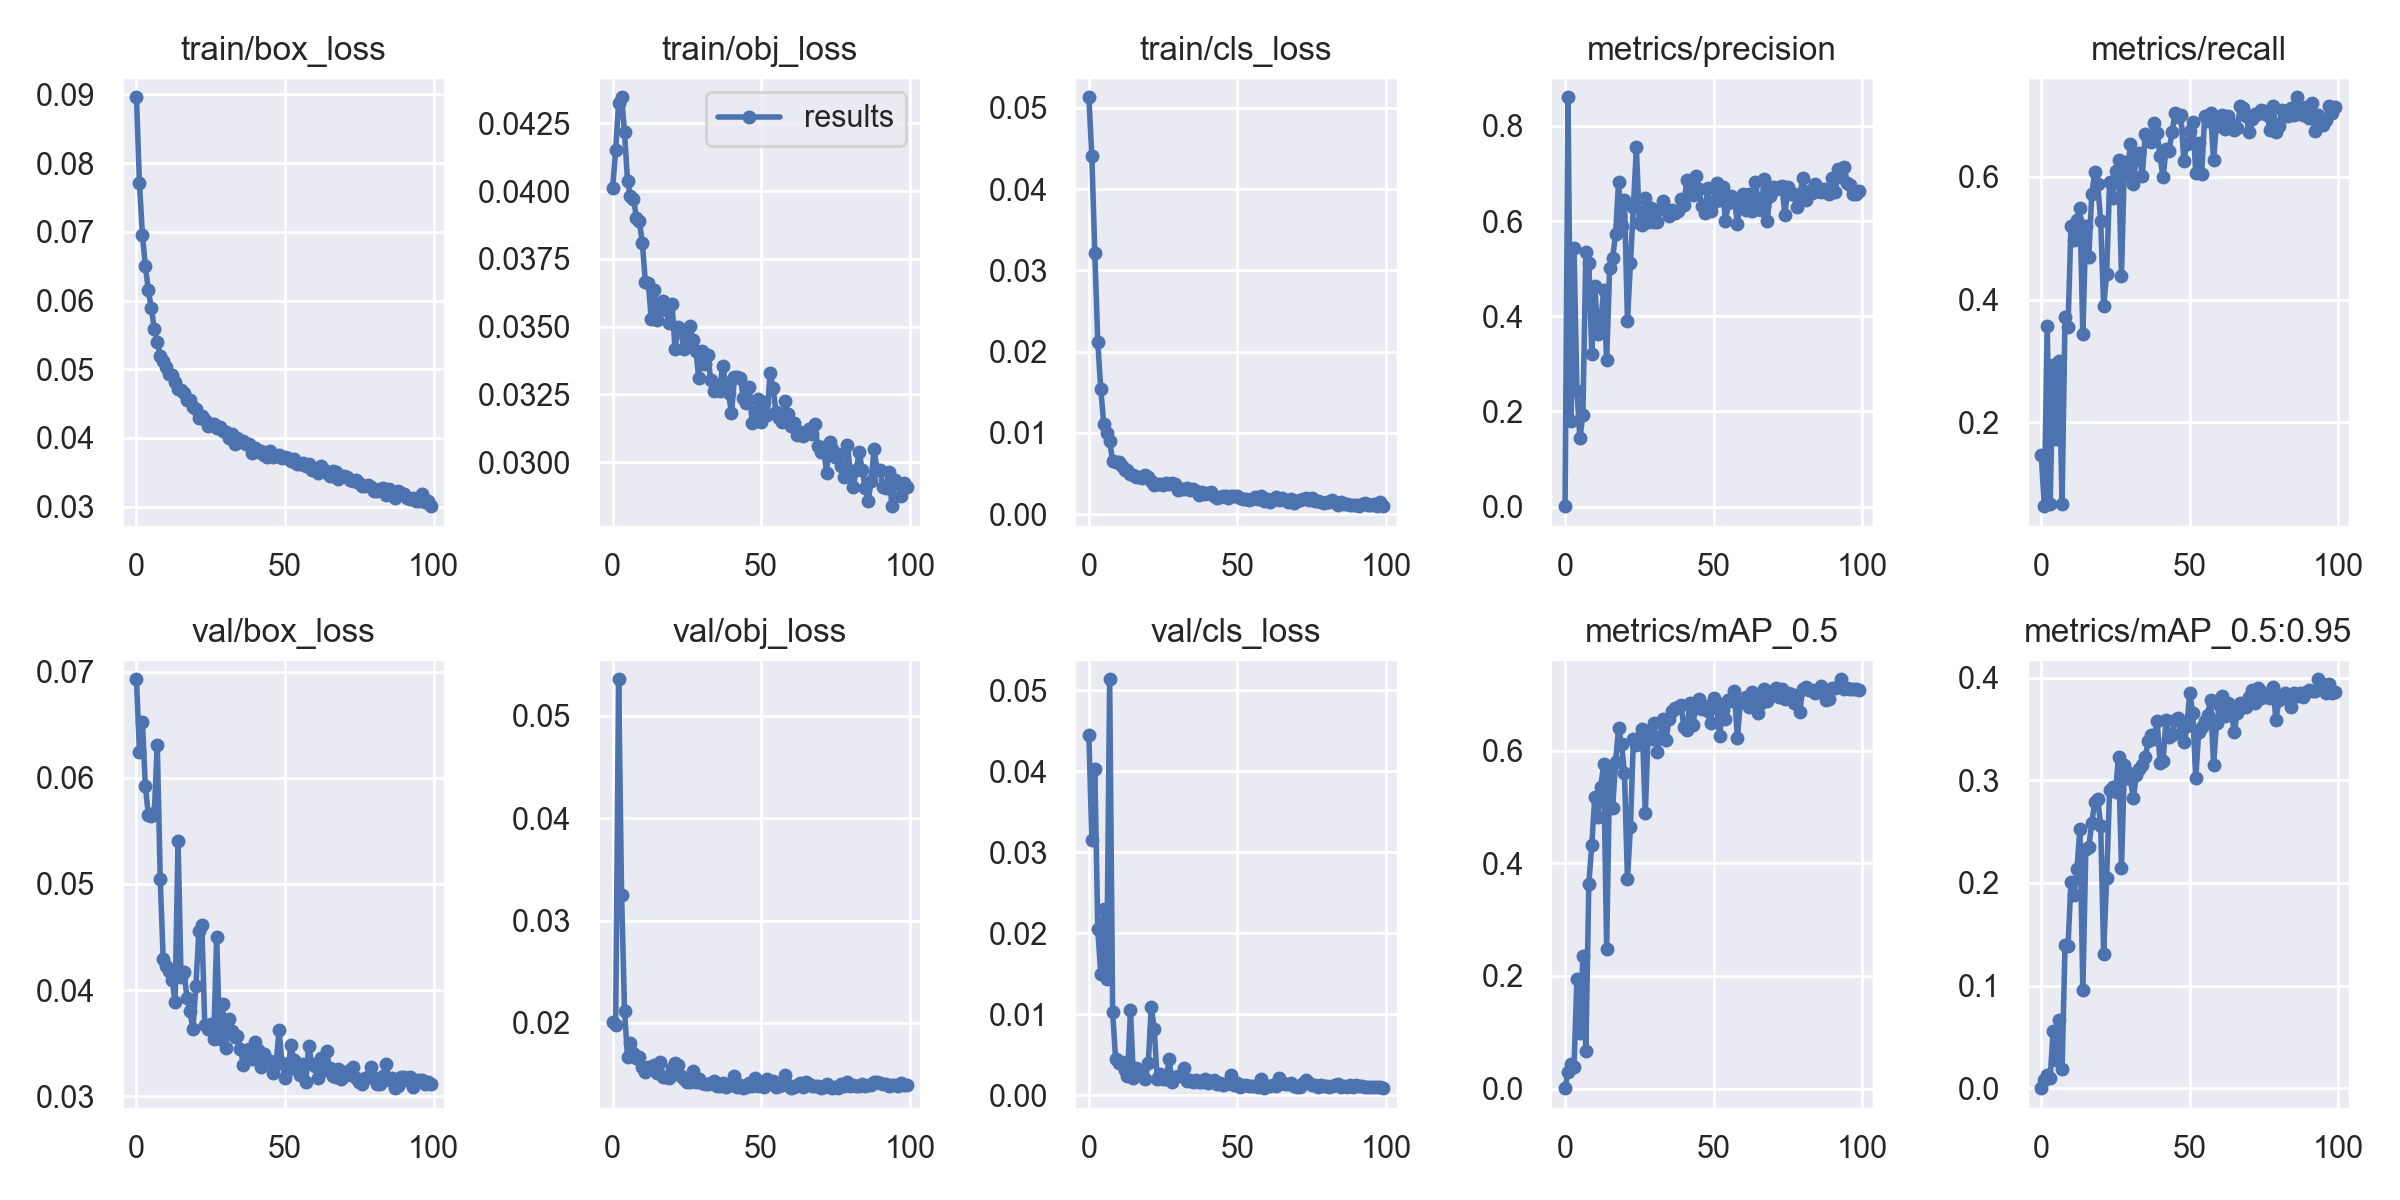 train/box_loss
0.09
0.08
0.07
0.06
0.05
0.04
0.03
0 50 100
train/obj_loss
results
0.0425
0.0400
0.0375
0.0350
0.0325
0.0300
0 50 100
train/cls_loss
0.05
0.04
0.03
0.02
0.01
0.00
0 50 100
metrics/precision
0.8
0.6
0.4
0.2
0.0
0 50 100
metrics/recall
0.6
0.4
0.2
0 50 100
val/box_loss
0.07
0.06
0.05
0.04
0.03
0 50 100
val/obj_loss
0.05
0.04
0.03
0.02
0 50 100
val/cls_loss
0.05
0.04
0.03
0.02
0.01
0.00
0 50 100
metrics/mAP_0.5
0.6
0.4
0.2
0.0
0 50 100
metrics/mAP_0.5:0.95
0.4
0.3
0.2
0.1
0.0
0 50 100